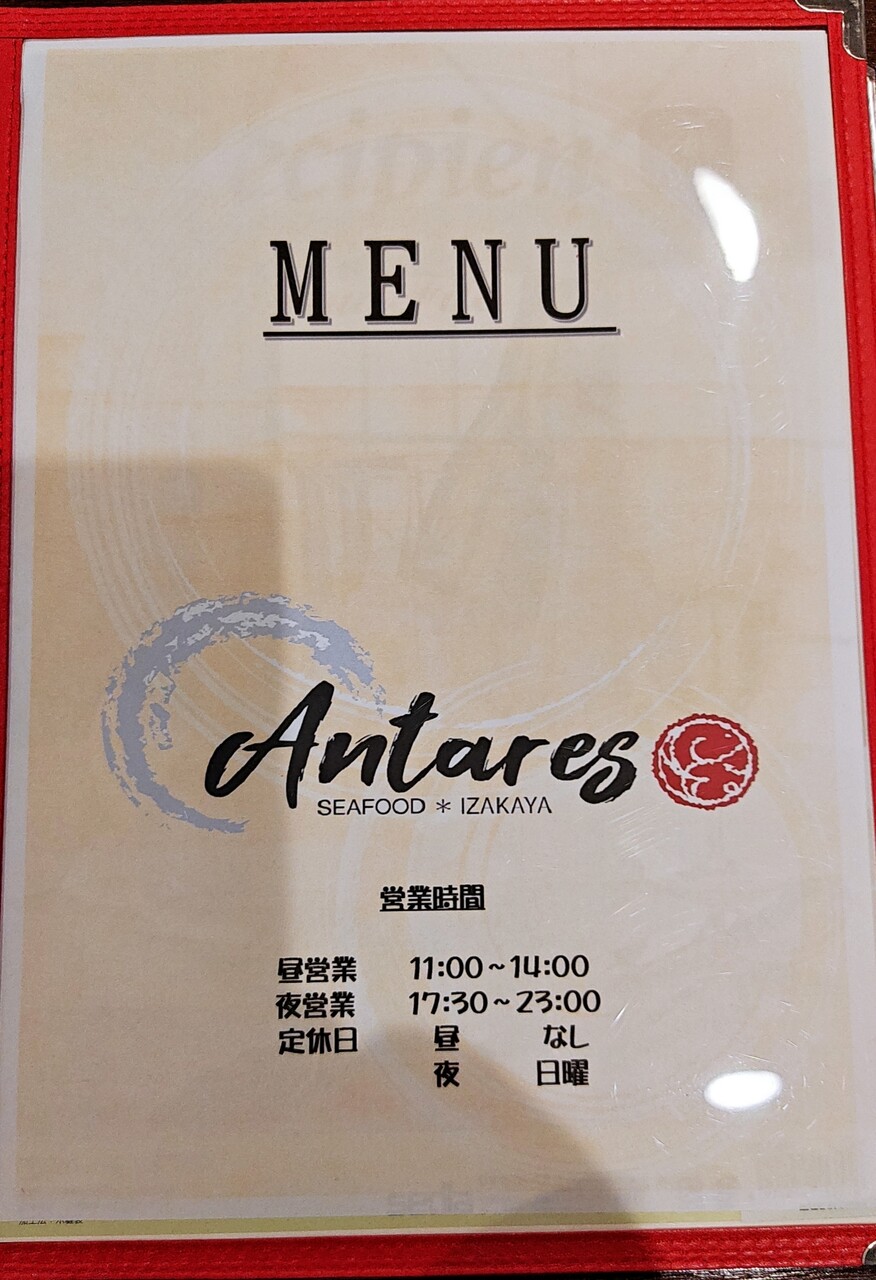 MENU
Antares
SEAFOOD * IZAKAYA
営業時間
昼営業 11:00~14:00
夜営業 17:30~23:00
定休日 昼 なし
夜 日曜